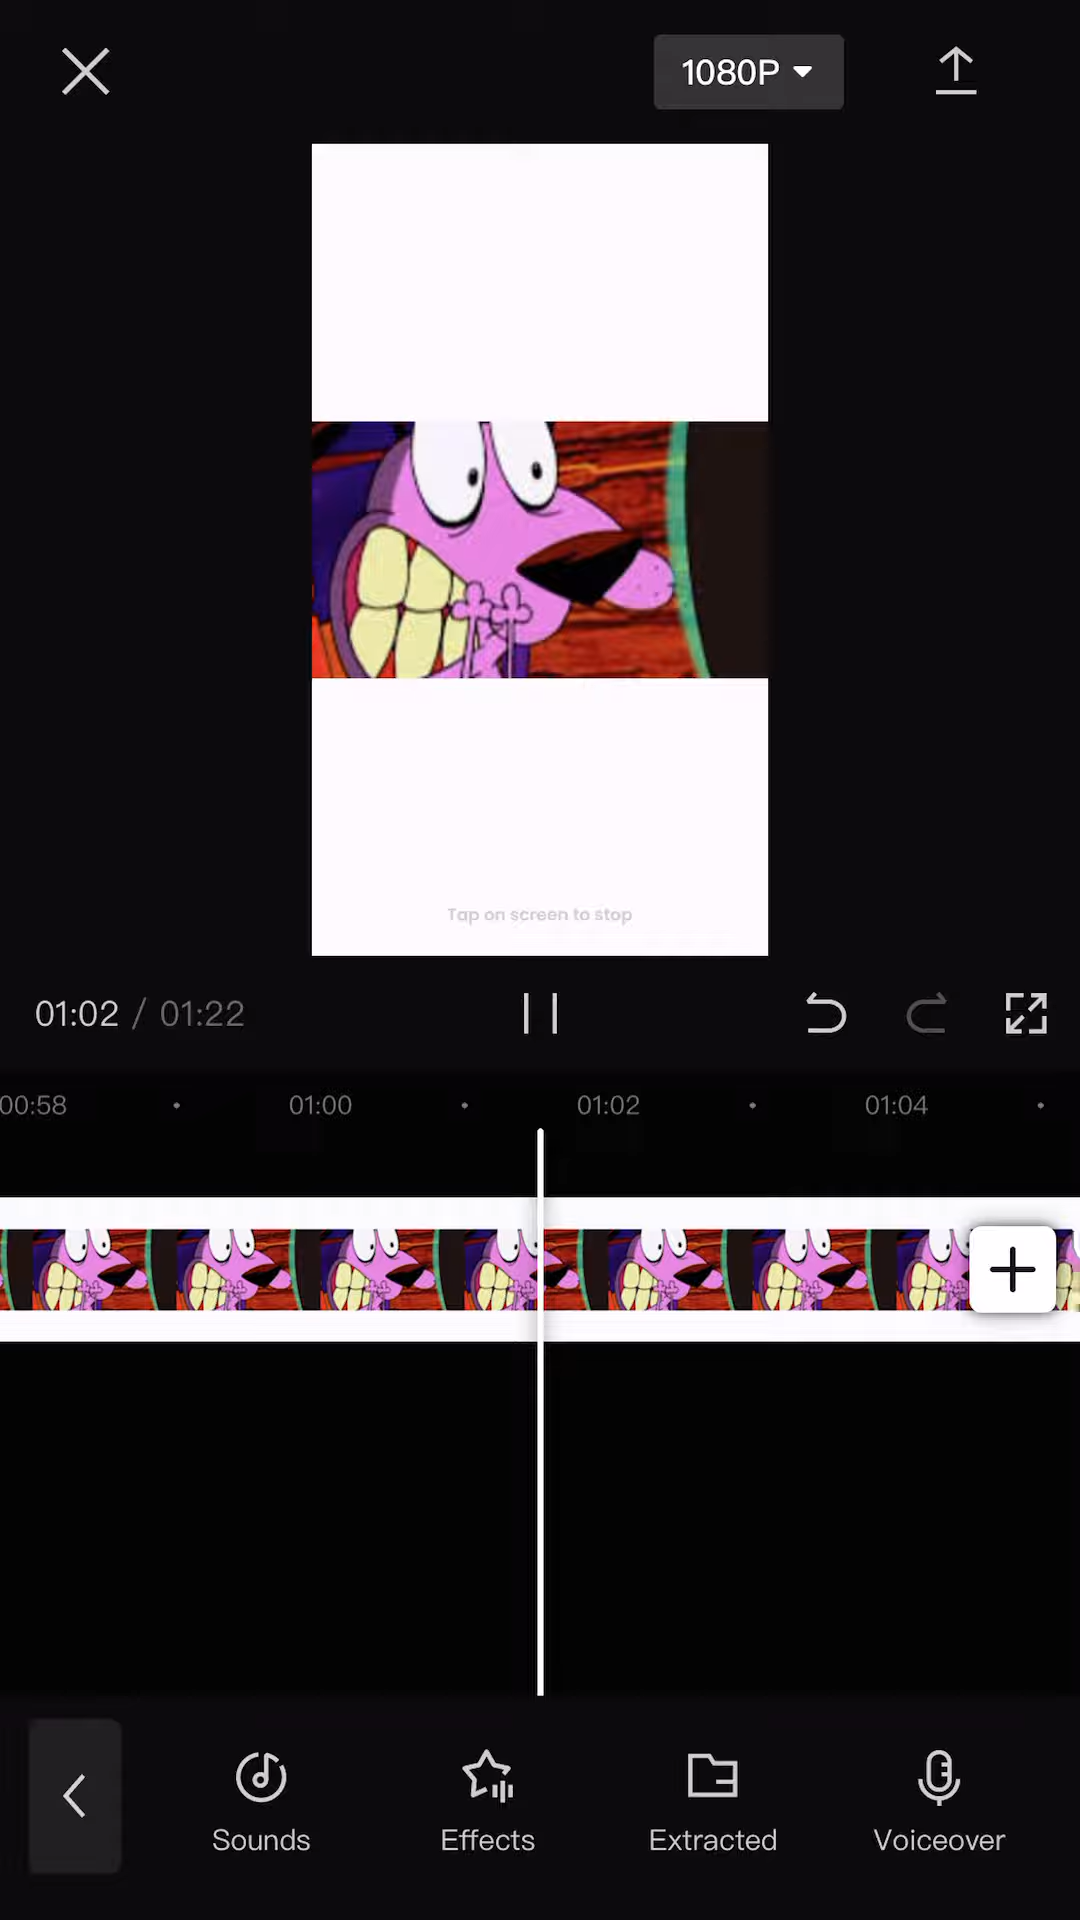 1080P
Tap on screen to stop
01:02 / 01:22
00:58 01:00 01:02 01:04
Sounds Effects Extracted Voiceover